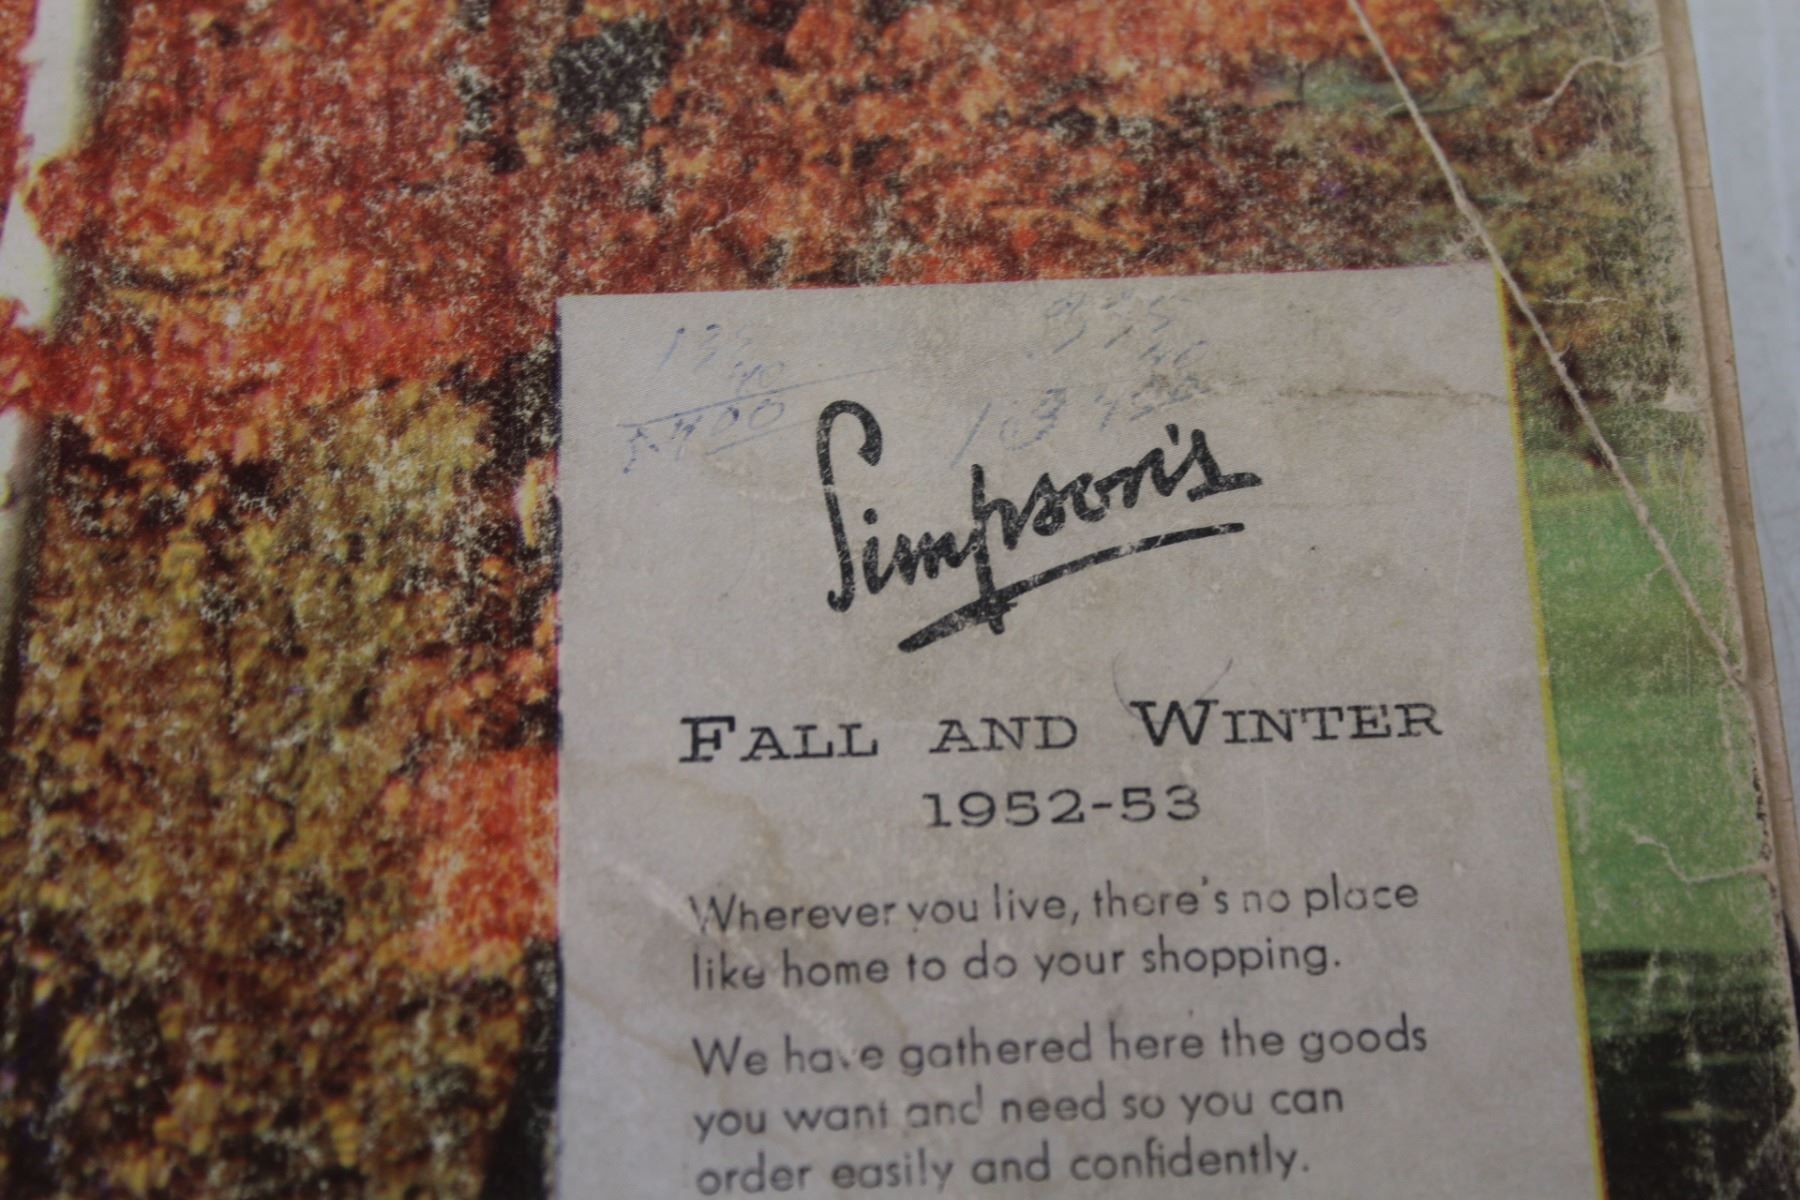 Simpson's
FALL AND WINTER
1952-53
Wherever you live, there's no place
like home to do your shopping.
We have gathered here the goods
you want and need so you can
order easily and confidently.